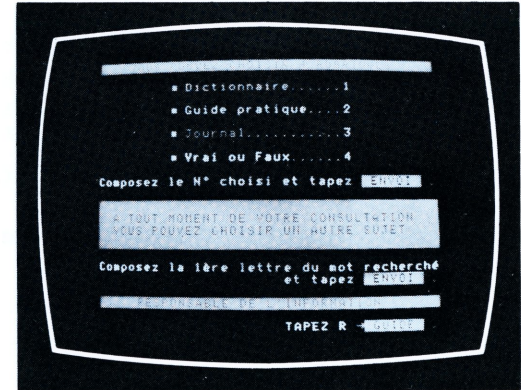 ▪ Dictionnaire......1
▪ Guide pratique....2
▪ Journal...........3
▪ Vrai ou Faux......4
Composez le N° choisi et tapez ENVOI .
A TOUT MOMENT DE VOTRE CONSULTATION
VOUS POUVEZ CHOISIR UN AUTRE SUJET
Composez la 1ère lettre du mot recherché
et tapez ENVOI .
RESPONSABLE DE L'INFORMATION
TAPEZ R → GUIDE .